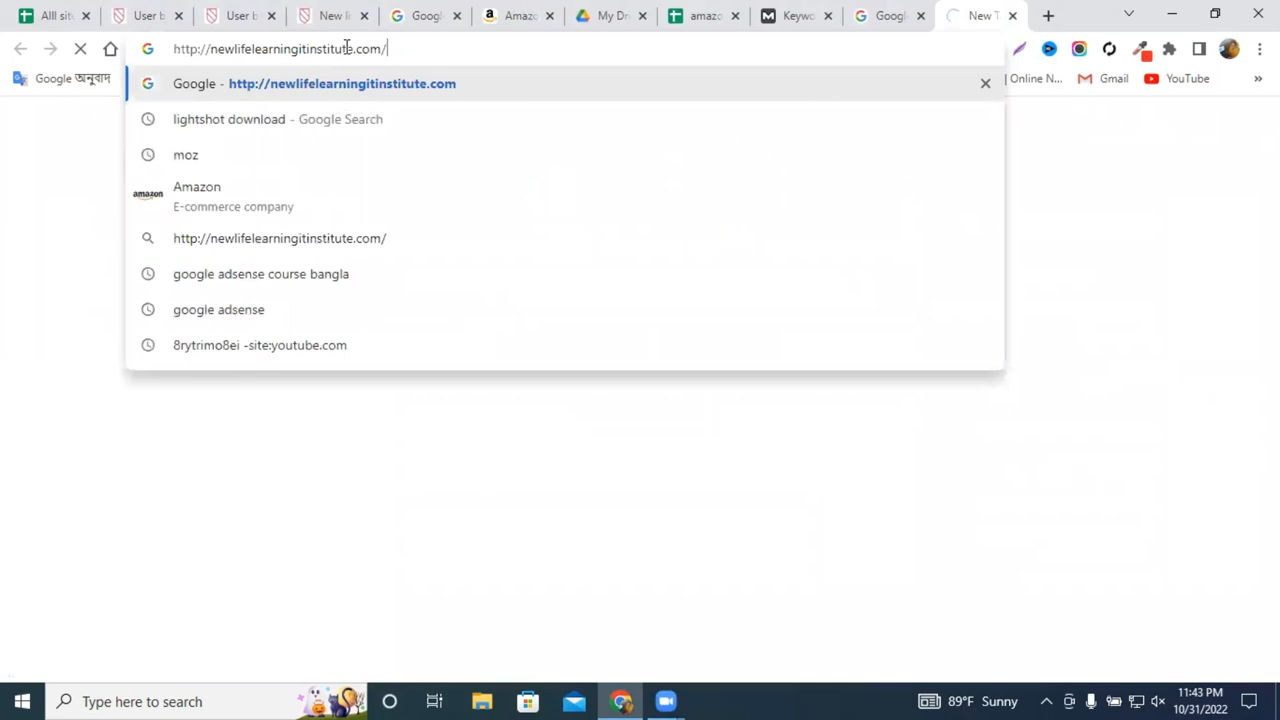 Alll sit
User b
User b
New li
Googl
Amazo
My Dr
amazo
Keywo
Googl
New T
http://newlifelearningitinstitute.com/
Google অনুবাদ
Online N...
Gmail
YouTube
»
Google - http://newlifelearningitinstitute.com
lightshot download - Google Search
moz
amazon
Amazon
E-commerce company
http://newlifelearningitinstitute.com/
google adsense course bangla
google adsense
8rytrimo8ei -site:youtube.com
Type here to search
89°F Sunny
11:43 PM
10/31/2022